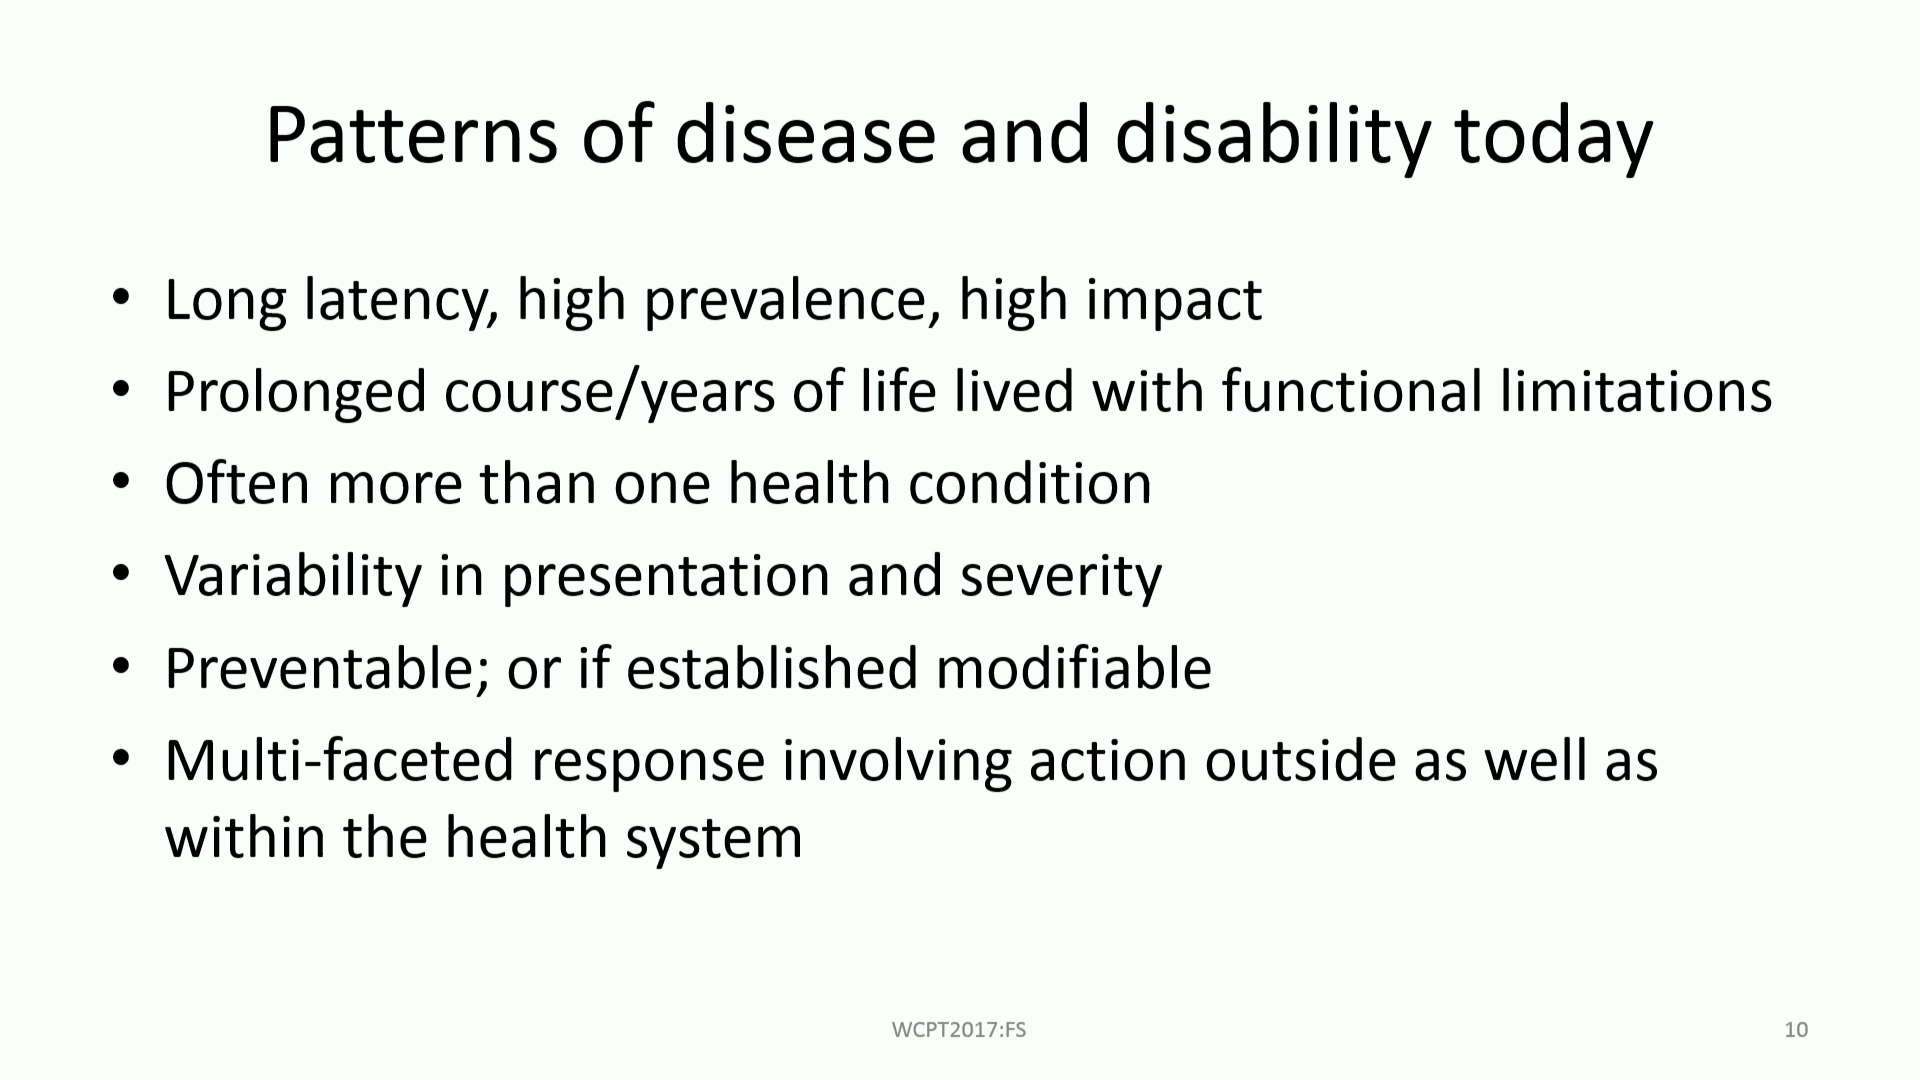 Patterns of disease and disability today
• Long latency, high prevalence, high impact
• Prolonged course/years of life lived with functional limitations
• Often more than one health condition
• Variability in presentation and severity
• Preventable; or if established modifiable
• Multi-faceted response involving action outside as well as
within the health system
WCPT2017:FS
10